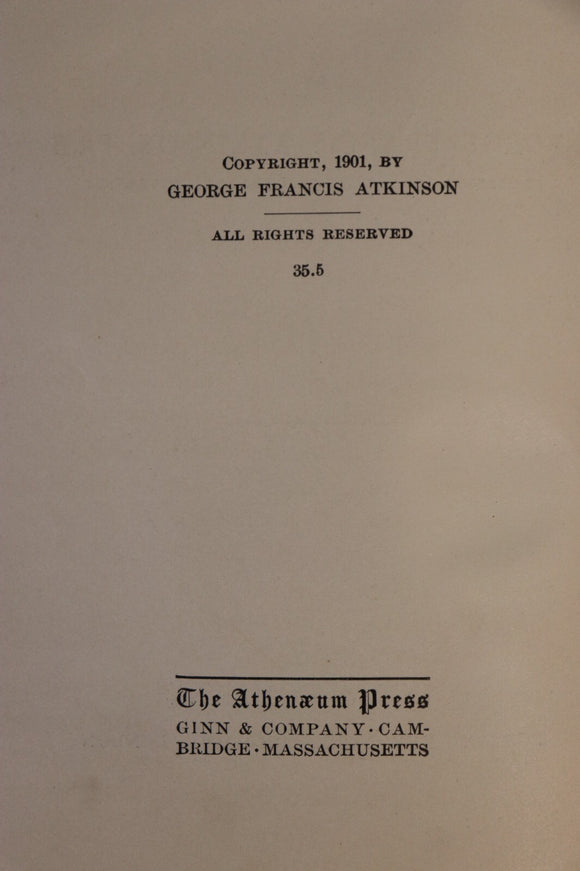 COPYRIGHT, 1901, BY
GEORGE FRANCIS ATKINSON
ALL RIGHTS RESERVED
35.5
The Athenæum Press
GINN & COMPANY · CAM-
BRIDGE · MASSACHUSETTS